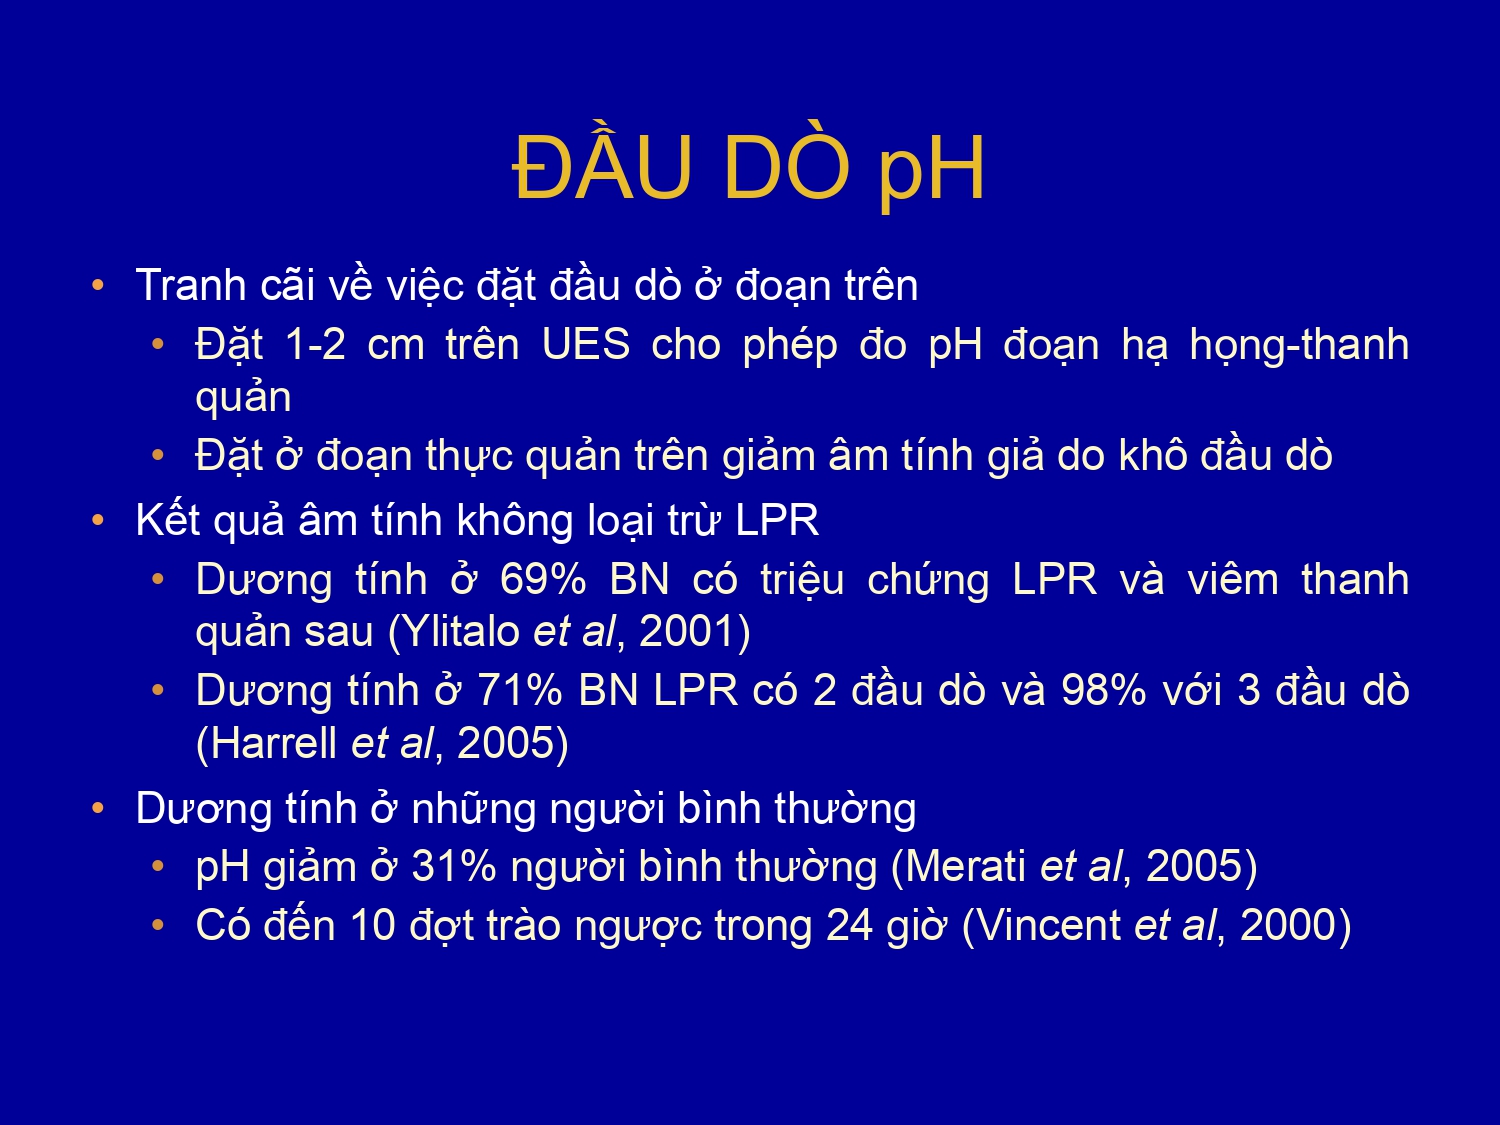 ĐẦU DÒ pH
• Tranh cãi về việc đặt đầu dò ở đoạn trên
• Đặt 1-2 cm trên UES cho phép đo pH đoạn hạ họng-thanh
quản
• Đặt ở đoạn thực quản trên giảm âm tính giả do khô đầu dò
• Kết quả âm tính không loại trừ LPR
• Dương tính ở 69% BN có triệu chứng LPR và viêm thanh
quản sau (Ylitalo et al, 2001)
• Dương tính ở 71% BN LPR có 2 đầu dò và 98% với 3 đầu dò
(Harrell et al, 2005)
• Dương tính ở những người bình thường
• pH giảm ở 31% người bình thường (Merati et al, 2005)
• Có đến 10 đợt trào ngược trong 24 giờ (Vincent et al, 2000)